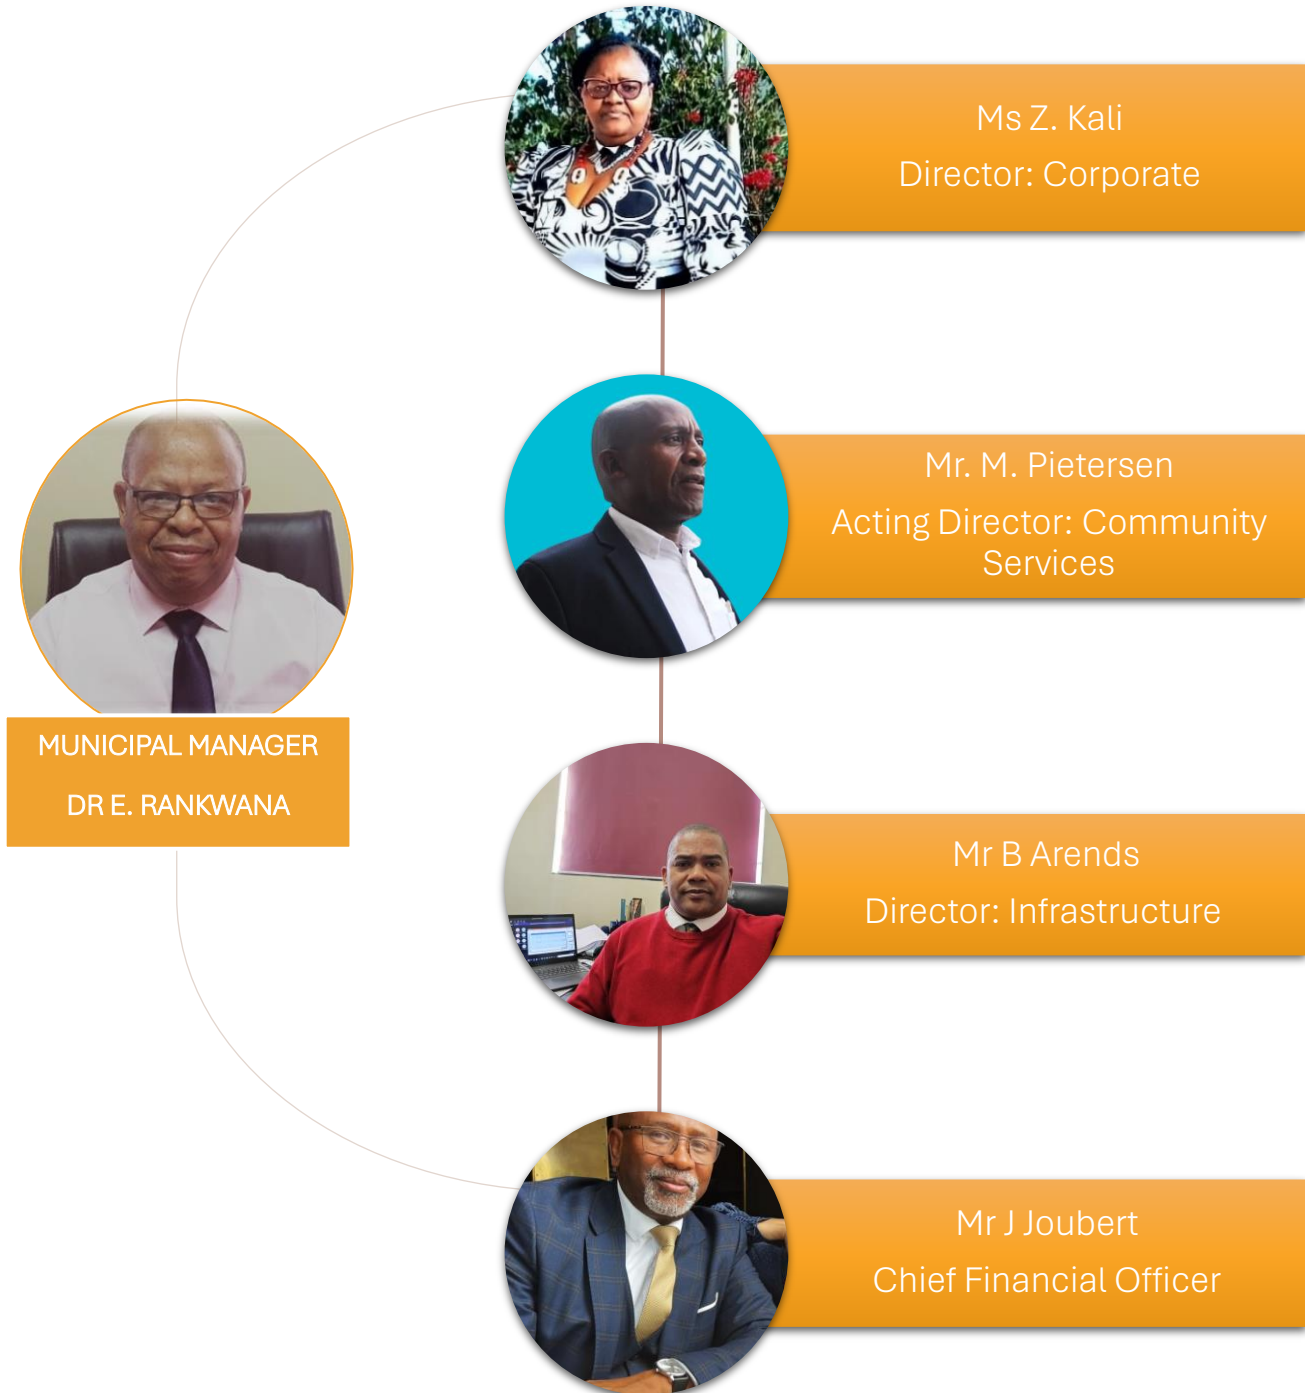 Ms Z. Kali
Director: Corporate
Mr. M. Pietersen
Acting Director: Community
Services
MUNICIPAL MANAGER
DR E. RANKWANA
Mr B Arends
Director: Infrastructure
Mr J Joubert
Chief Financial Officer